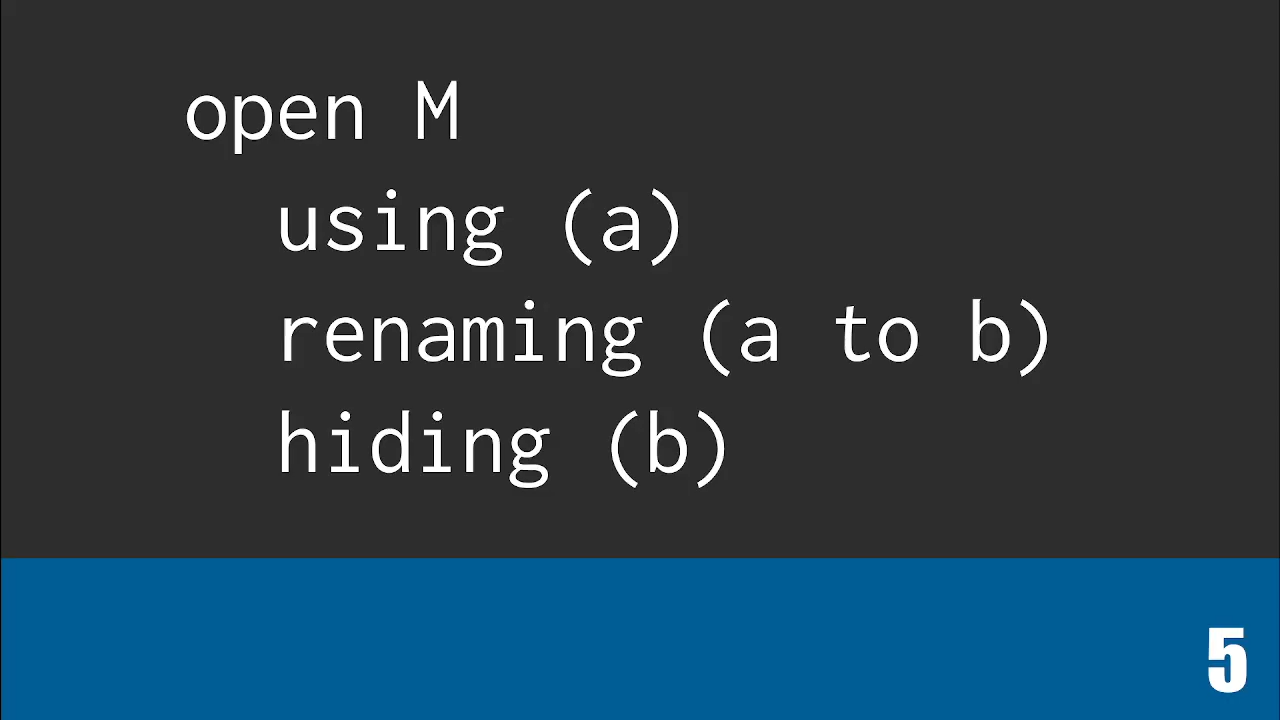 open M
using (a)
renaming (a to b)
hiding (b)
5